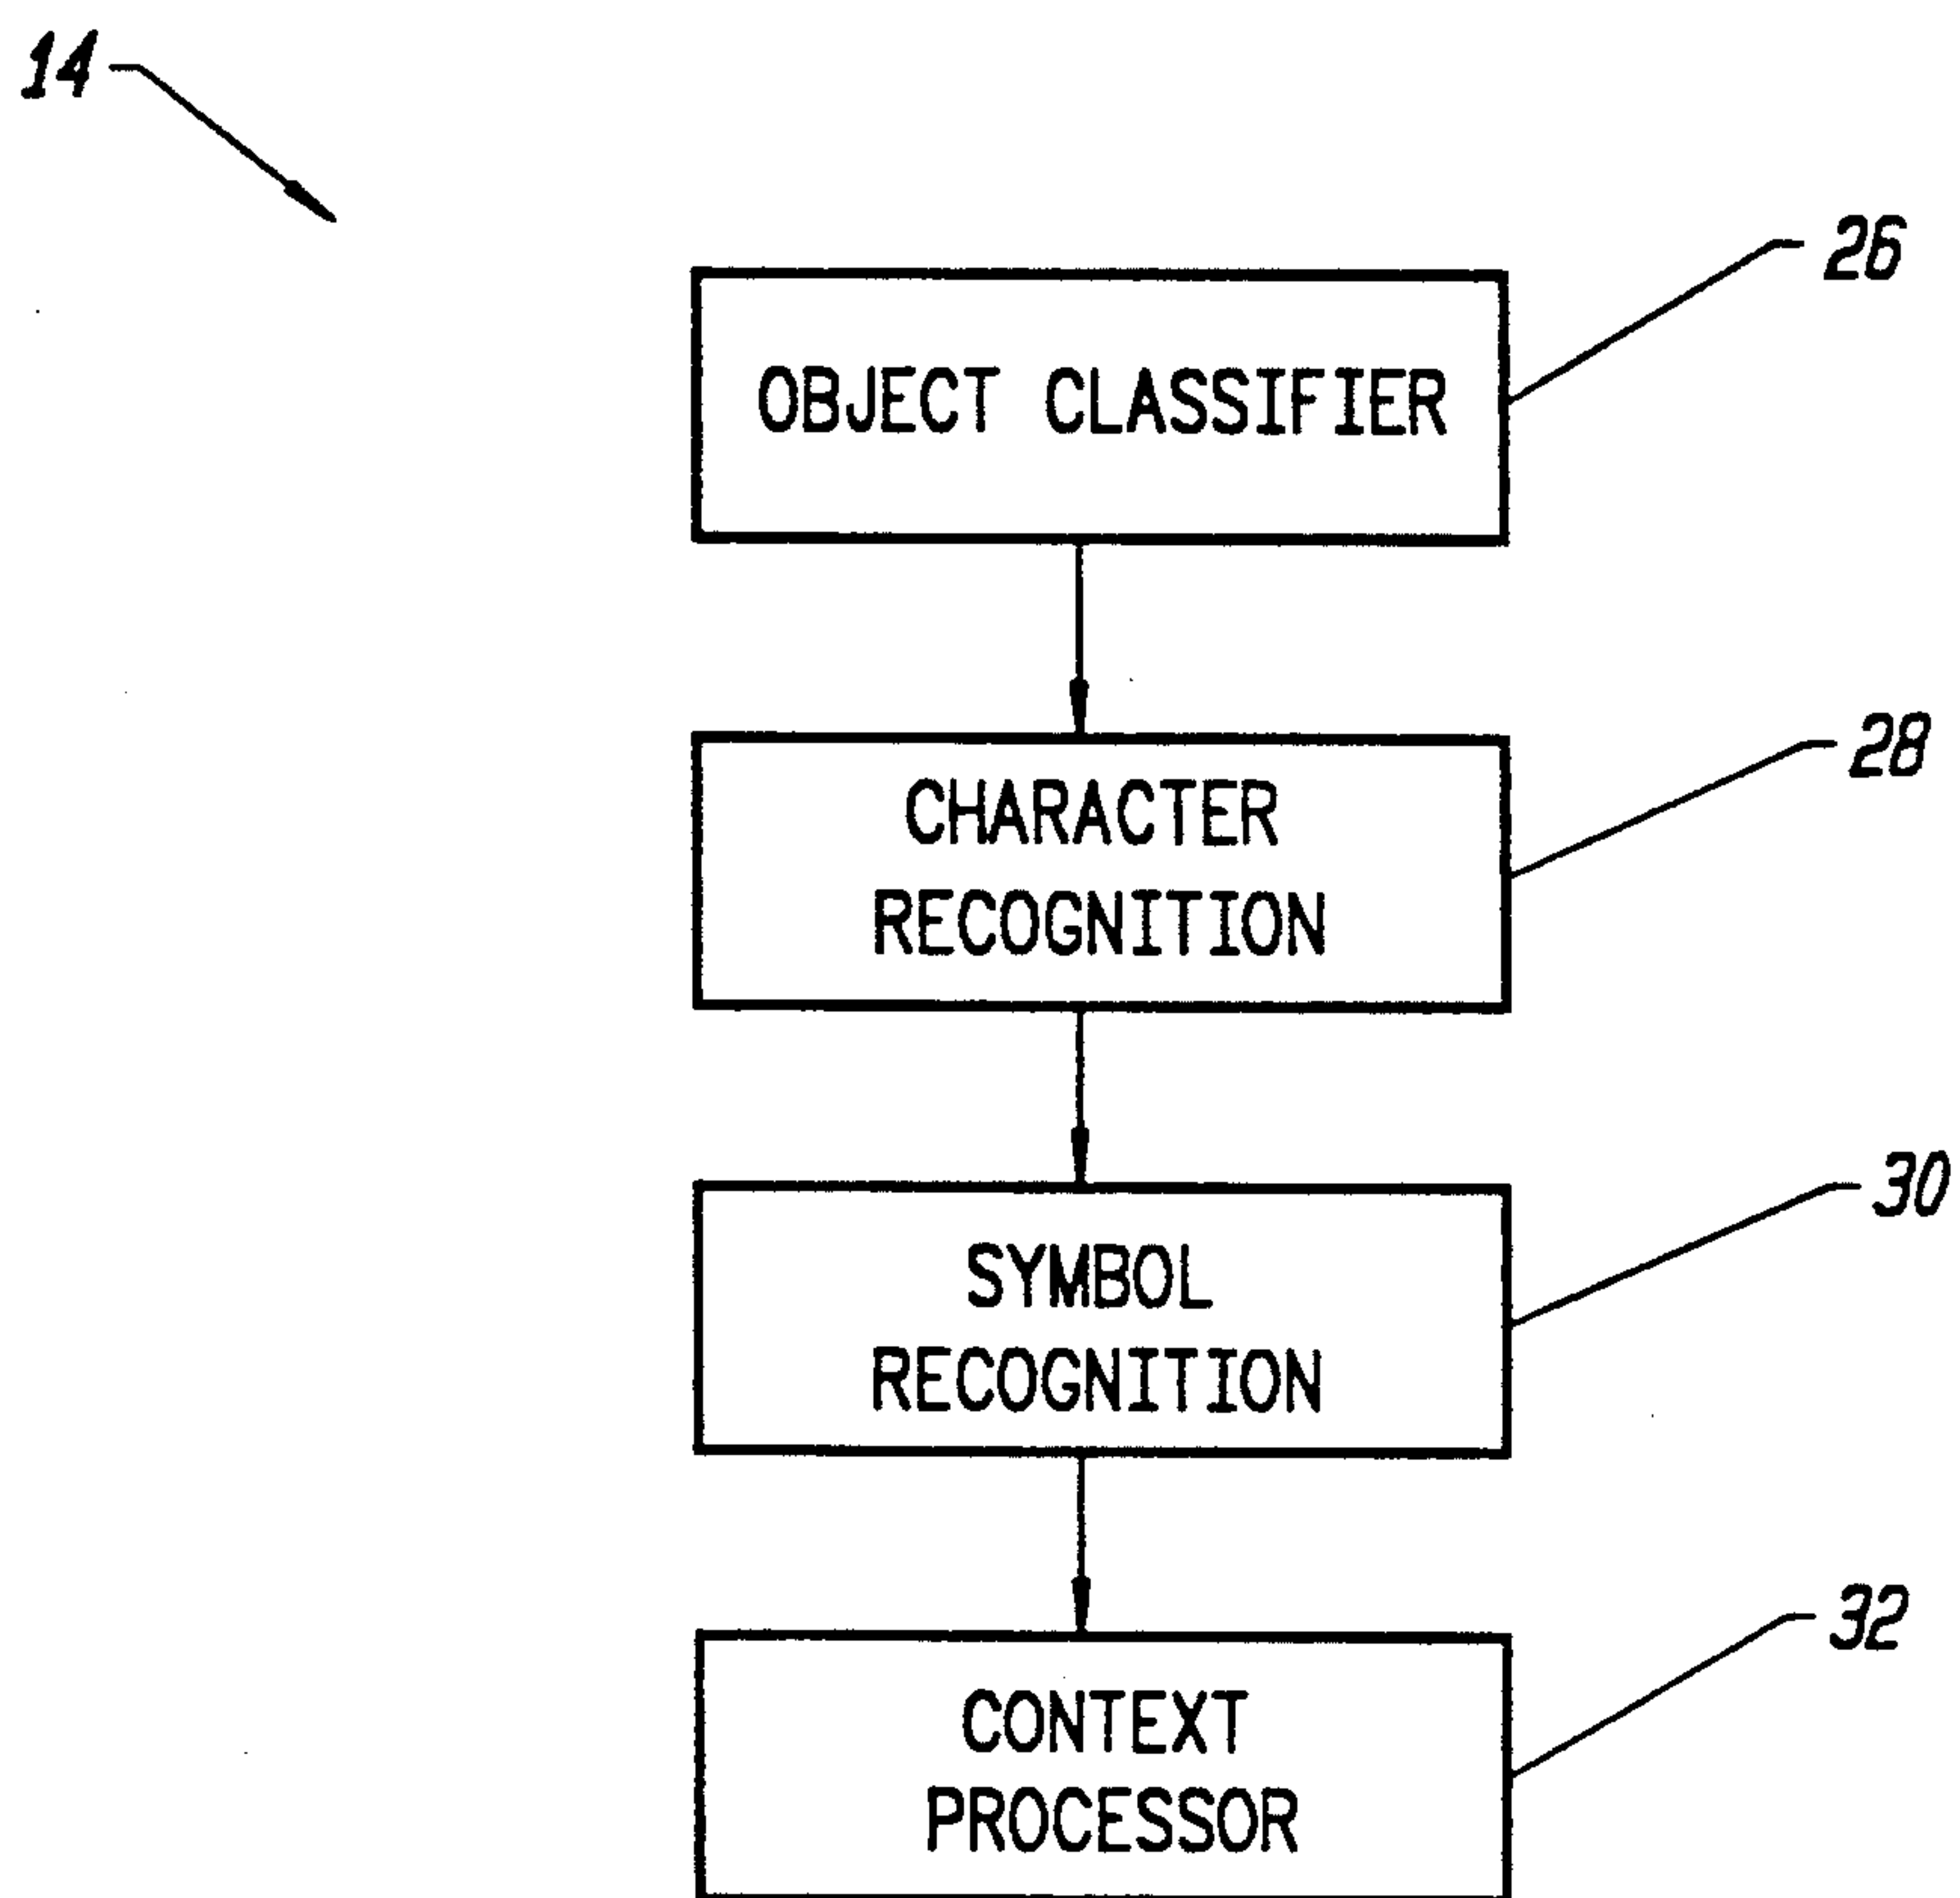 14
26
OBJECT CLASSIFIER
28
CHARACTER
RECOGNITION
30
SYMBOL
RECOGNITION
32
CONTEXT
PROCESSOR